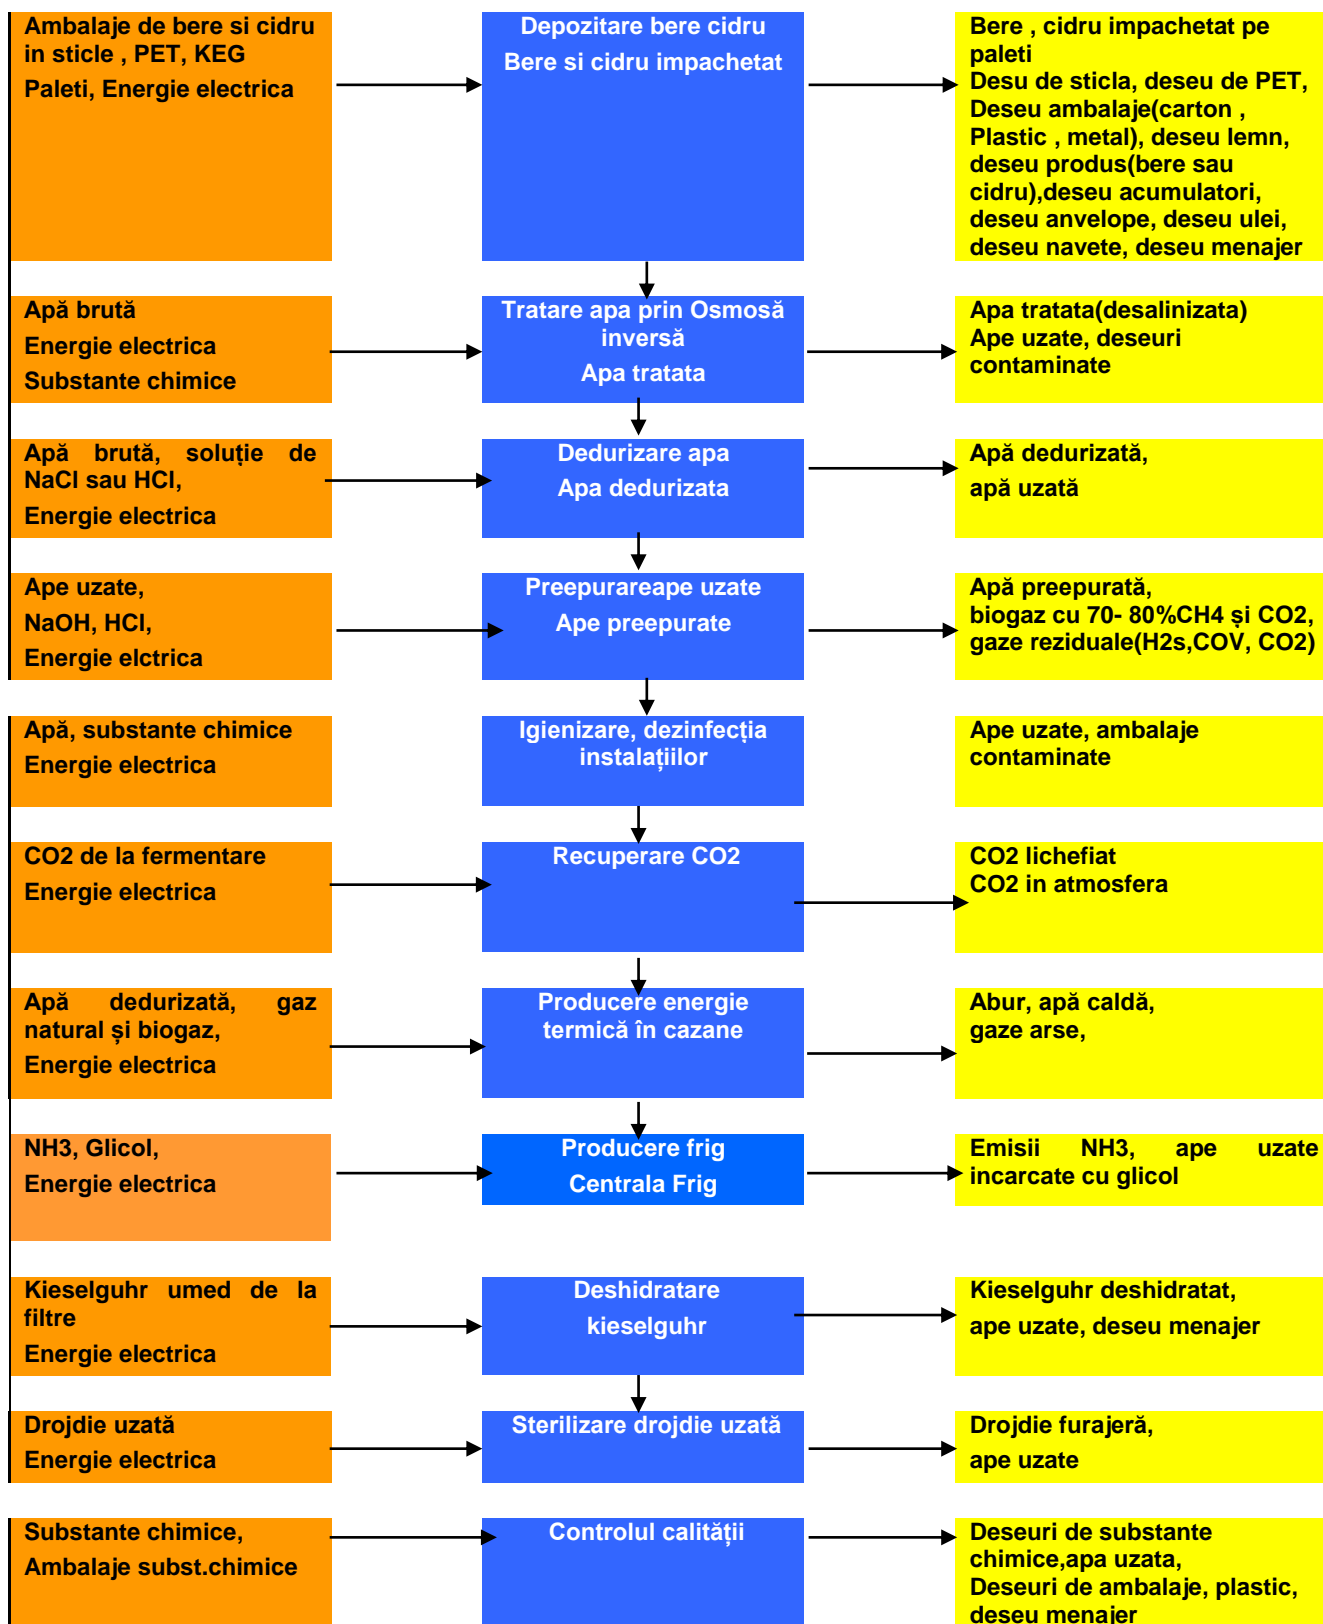 Ambalaje de bere si cidru
in sticle , PET, KEG
Paleti, Energie electrica
Depozitare bere cidru
Bere si cidru impachetat
Bere , cidru impachetat pe
paleti
Desu de sticla, deseu de PET,
Deseu ambalaje(carton ,
Plastic , metal), deseu lemn,
deseu produs(bere sau
cidru),deseu acumulatori,
deseu anvelope, deseu ulei,
deseu navete, deseu menajer
Apă brută
Energie electrica
Substante chimice
Tratare apa prin Osmosă
inversă
Apa tratata
Apa tratata(desalinizata)
Ape uzate, deseuri
contaminate
Apă brută, soluție de
NaCl sau HCl,
Energie electrica
Dedurizare apa
Apa dedurizata
Apă dedurizată,
apă uzată
Ape uzate,
NaOH, HCl,
Energie elctrica
Preepurareape uzate
Ape preepurate
Apă preepurată,
biogaz cu 70- 80%CH4 și CO2,
gaze reziduale(H2s,COV, CO2)
Apă, substante chimice
Energie electrica
Igienizare, dezinfecția
instalațiilor
Ape uzate, ambalaje
contaminate
CO2 de la fermentare
Energie electrica
Recuperare CO2
CO2 lichefiat
CO2 in atmosfera
Apă dedurizată, gaz
natural și biogaz,
Energie electrica
Producere energie
termică în cazane
Abur, apă caldă,
gaze arse,
NH3, Glicol,
Energie electrica
Producere frig
Centrala Frig
Emisii NH3, ape uzate
incarcate cu glicol
Kieselguhr umed de la
filtre
Energie electrica
Deshidratare
kieselguhr
Kieselguhr deshidratat,
ape uzate, deseu menajer
Drojdie uzată
Energie electrica
Sterilizare drojdie uzată
Drojdie furajeră,
ape uzate
Substante chimice,
Ambalaje subst.chimice
Controlul calității
Deseuri de substante
chimice,apa uzata,
Deseuri de ambalaje, plastic,
deseu menajer